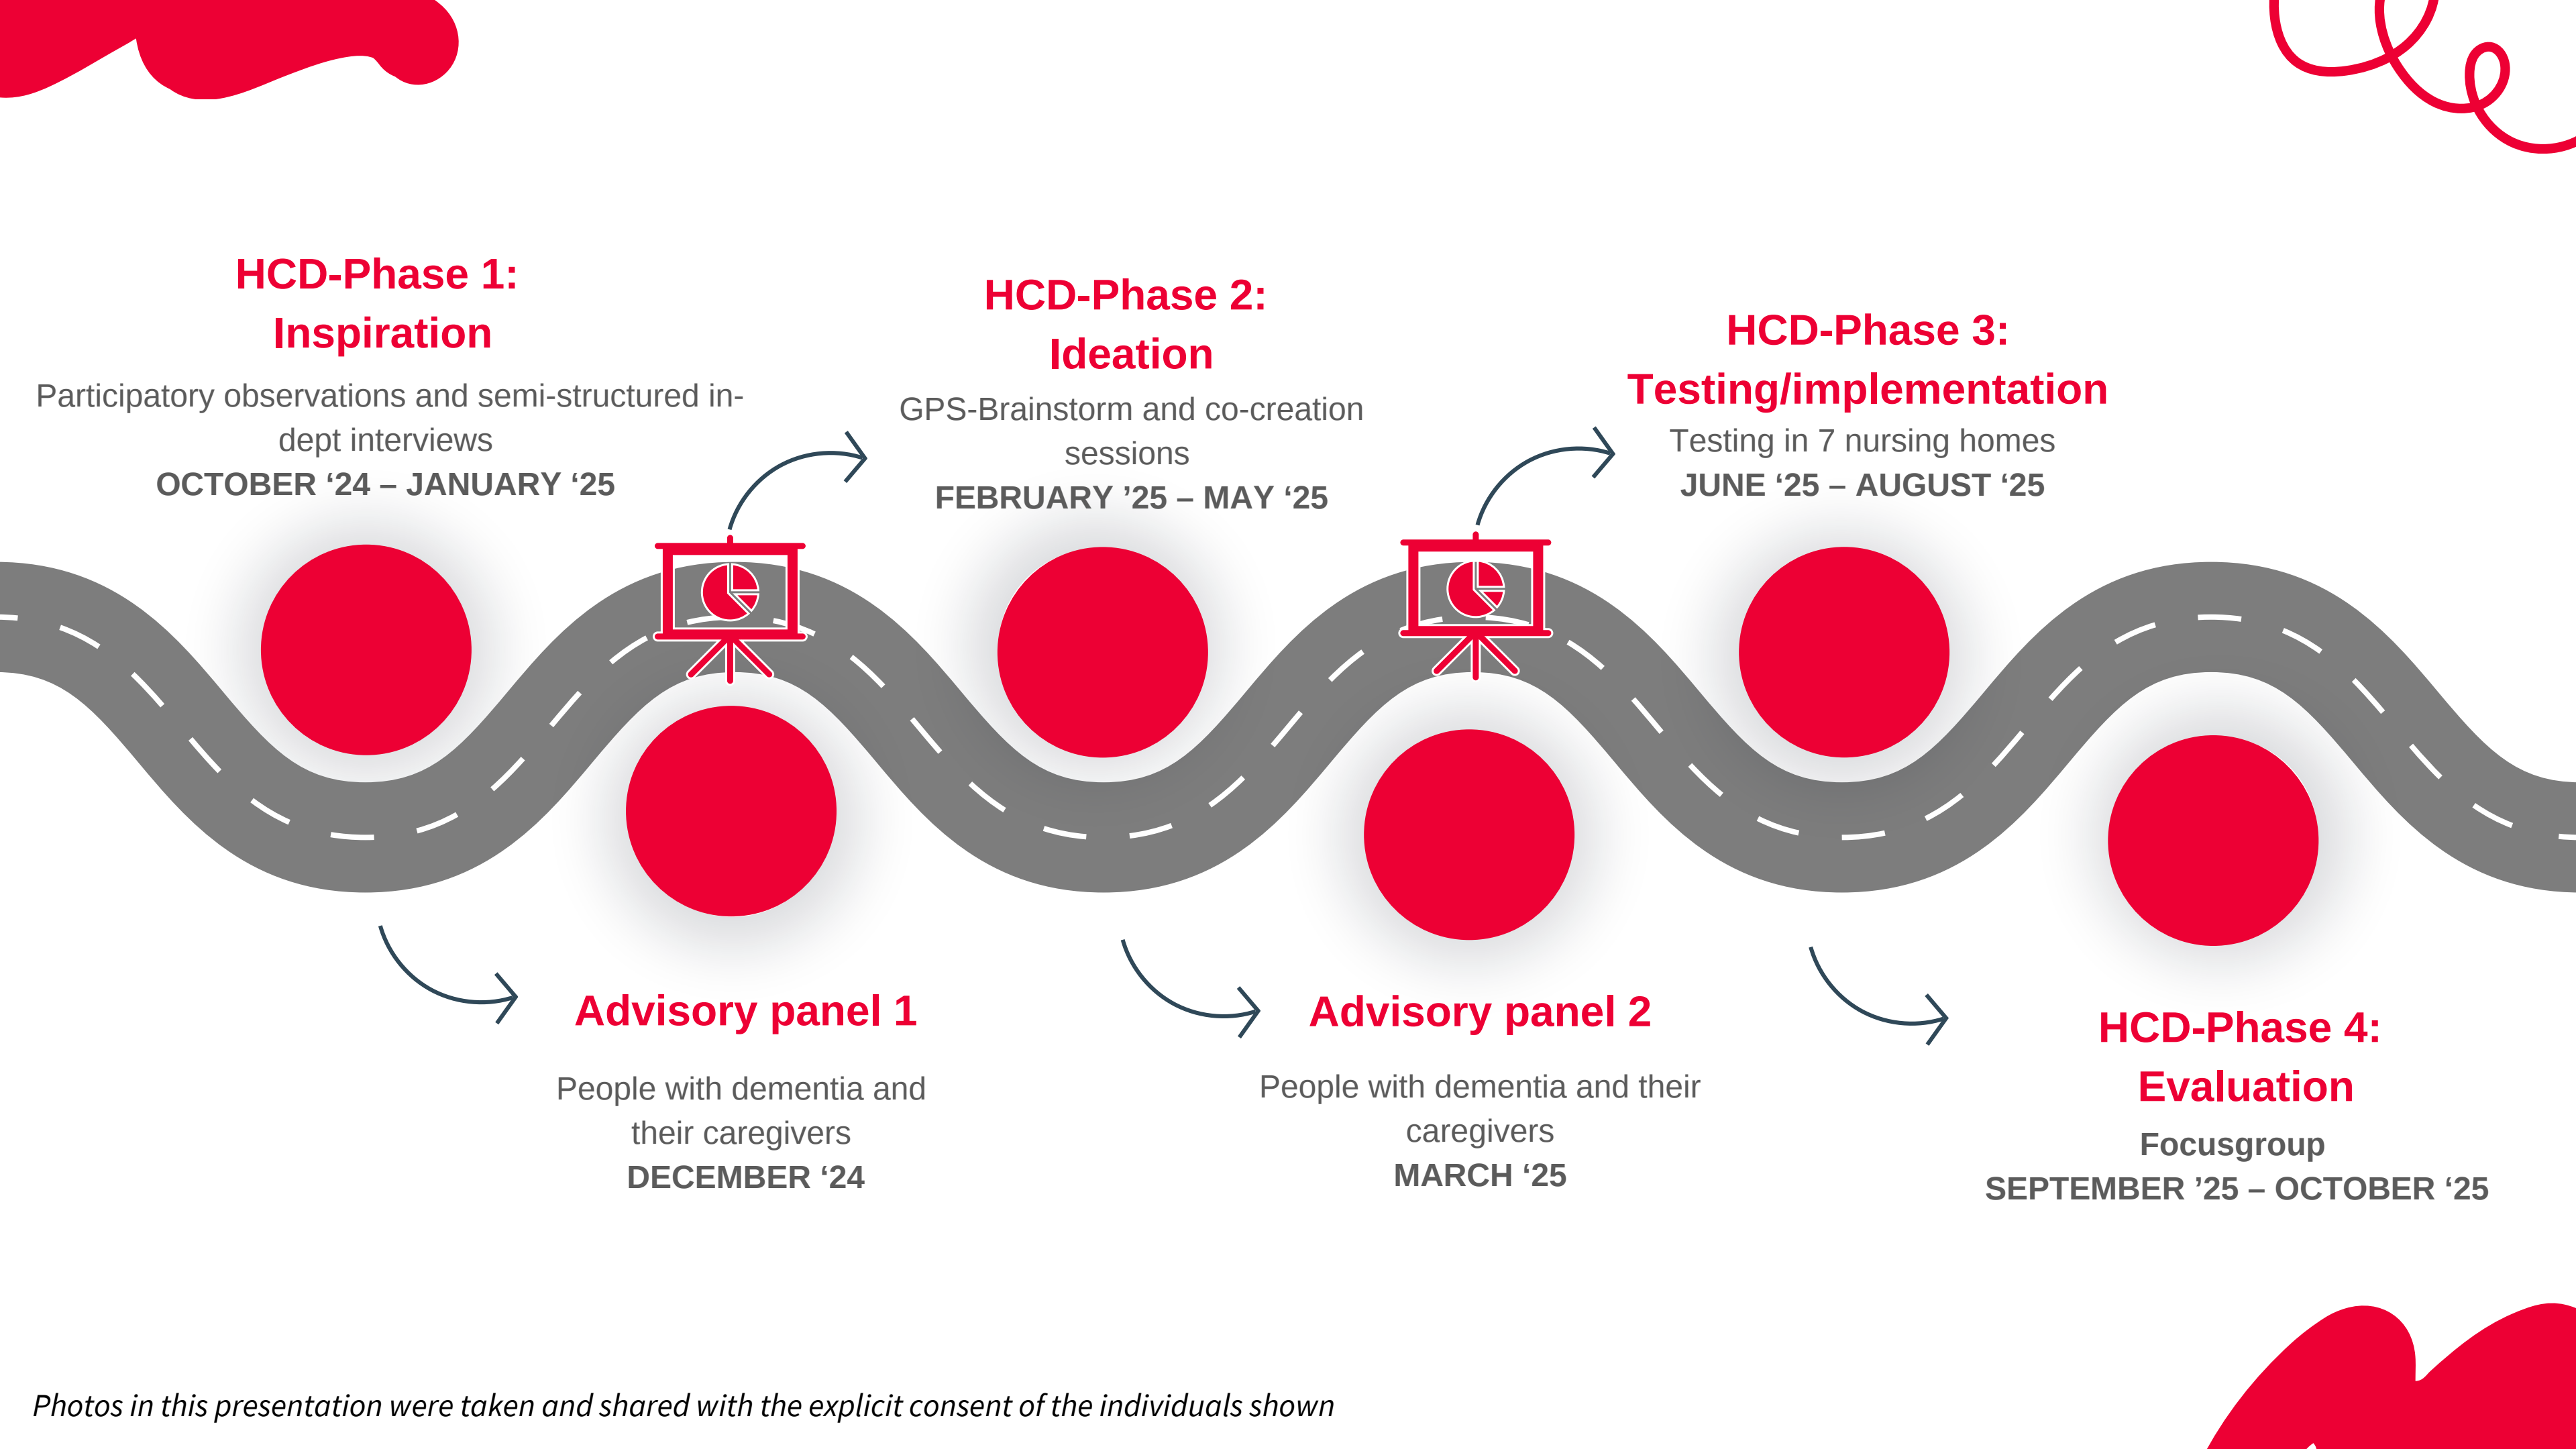 HCD-Phase 1:
Inspiration
Participatory observations and semi-structured in-
dept interviews
OCTOBER ‘24 – JANUARY ‘25
HCD-Phase 2:
Ideation
GPS-Brainstorm and co-creation
sessions
FEBRUARY ’25 – MAY ‘25
HCD-Phase 3:
Testing/implementation
Testing in 7 nursing homes
JUNE ‘25 – AUGUST ‘25
Advisory panel 1
People with dementia and
their caregivers
DECEMBER ‘24
Advisory panel 2
People with dementia and their
caregivers
MARCH ‘25
HCD-Phase 4:
Evaluation
Focusgroup
SEPTEMBER ’25 – OCTOBER ‘25
Photos in this presentation were taken and shared with the explicit consent of the individuals shown